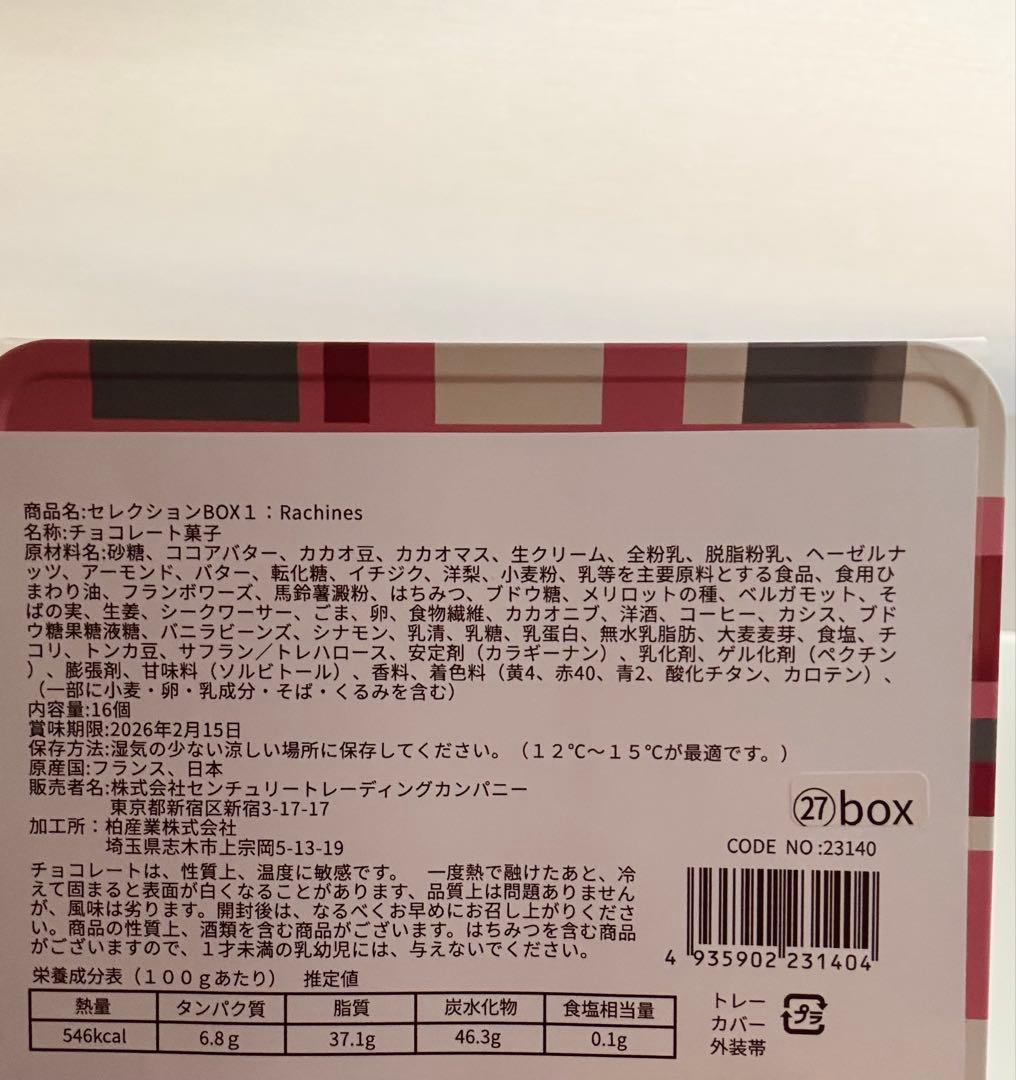 商品名:セレクションBOX１：Rachines
名称:チョコレート菓子
原材料名:砂糖、ココアバター、カカオ豆、カカオマス、生クリーム、全粉乳、脱脂粉乳、ヘーゼルナ
ッツ、アーモンド、バター、転化糖、イチジク、洋梨、小麦粉、乳等を主要原料とする食品、食用ひ
まわり油、フランボワーズ、馬鈴薯澱粉、はちみつ、ブドウ糖、メリロットの種、ベルガモット、そ
ばの実、生姜、シークワーサー、ごま、卵、食物繊維、カカオニブ、洋酒、コーヒー、カシス、ブド
ウ糖果糖液糖、バニラビーンズ、シナモン、乳清、乳糖、乳蛋白、無水乳脂肪、大麦麦芽、食塩、チ
コリ、トンカ豆、サフラン／トレハロース、安定剤（カラギーナン）、乳化剤、ゲル化剤（ペクチン
）、膨張剤、甘味料（ソルビトール）、香料、着色料（黄4、赤40、青2、酸化チタン、カロテン）、
（一部に小麦・卵・乳成分・そば・くるみを含む）
内容量:16個
賞味期限:2026年2月15日
保存方法:湿気の少ない涼しい場所に保存してください。（１２℃～１５℃が最適です。）
原産国:フランス、日本
販売者名:株式会社センチュリートレーディングカンパニー
東京都新宿区新宿3-17-17
加工所：柏産業株式会社
埼玉県志木市上宗岡5-13-19
㉗box
CODE NO:23140
チョコレートは、性質上、温度に敏感です。　一度熱で融けたあと、冷
えて固まると表面が白くなることがあります、品質上は問題ありません
が、風味は劣ります。開封後は、なるべくお早めにお召し上がりくださ
い。商品の性質上、酒類を含む商品がございます。はちみつを含む商品
がございますので、１才未満の乳幼児には、与えないでください。
4 935902 231404
栄養成分表（１００ｇあたり）　推定値
熱量 タンパク質 脂質 炭水化物 食塩相当量
546kcal 6.8ｇ 37.1g 46.3g 0.1g
トレー
カバー
外装帯
プラ